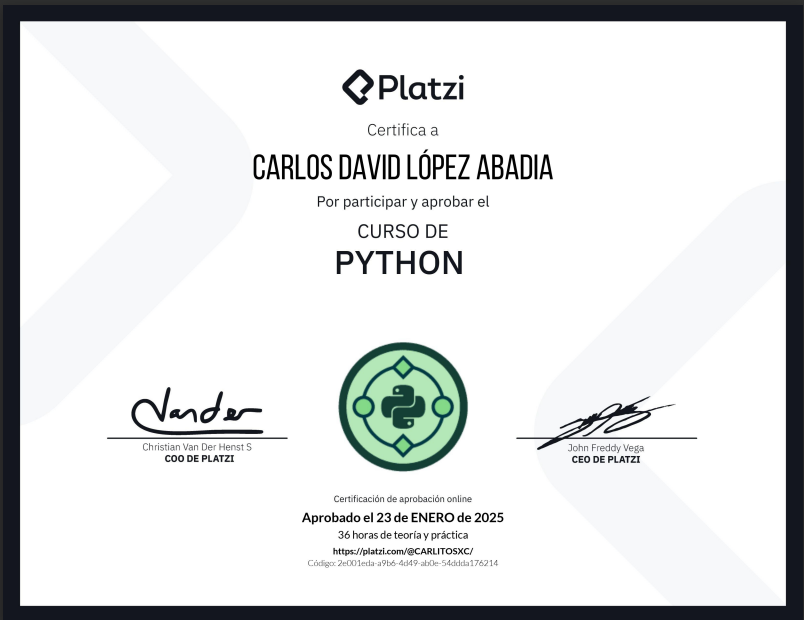 Platzi
Certifica a
CARLOS DAVID LÓPEZ ABADIA
Por participar y aprobar el
CURSO DE
PYTHON
Vander
Christian Van Der Henst S
COO DE PLATZI
John Freddy Vega
CEO DE PLATZI
Certificación de aprobación online
Aprobado el 23 de ENERO de 2025
36 horas de teoría y práctica
https://platzi.com/@CARLITOSXC/
Código: 2e001eda-a9b6-4d49-ab0e-54ddda176214